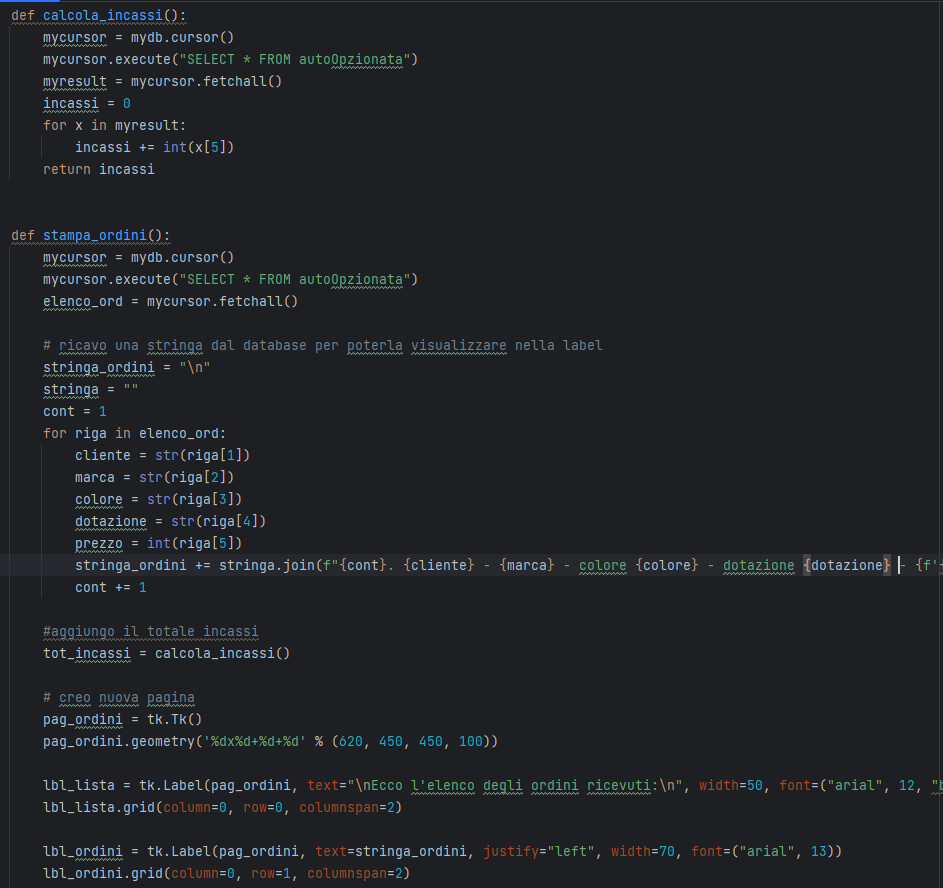 def calcola_incassi():
    mycursor = mydb.cursor()
    mycursor.execute("SELECT * FROM autoOpzionata")
    myresult = mycursor.fetchall()
    incassi = 0
    for x in myresult:
        incassi += int(x[5])
    return incassi
def stampa_ordini():
    mycursor = mydb.cursor()
    mycursor.execute("SELECT * FROM autoOpzionata")
    elenco_ord = mycursor.fetchall()
    # ricavo una stringa dal database per poterla visualizzare nella label
    stringa_ordini = "\n"
    stringa = ""
    cont = 1
    for riga in elenco_ord:
        cliente = str(riga[1])
        marca = str(riga[2])
        colore = str(riga[3])
        dotazione = str(riga[4])
        prezzo = int(riga[5])
        stringa_ordini += stringa.join(f"{cont}. {cliente} - {marca} - colore {colore} - dotazione {dotazione} - {f'
        cont += 1
    #aggiungo il totale incassi
    tot_incassi = calcola_incassi()
    # creo nuova pagina
    pag_ordini = tk.Tk()
    pag_ordini.geometry('%dx%d+%d+%d' % (620, 450, 450, 100))
    lbl_lista = tk.Label(pag_ordini, text="\nEcco l'elenco degli ordini ricevuti:\n", width=50, font=("arial", 12, "b
    lbl_lista.grid(column=0, row=0, columnspan=2)
    lbl_ordini = tk.Label(pag_ordini, text=stringa_ordini, justify="left", width=70, font=("arial", 13))
    lbl_ordini.grid(column=0, row=1, columnspan=2)